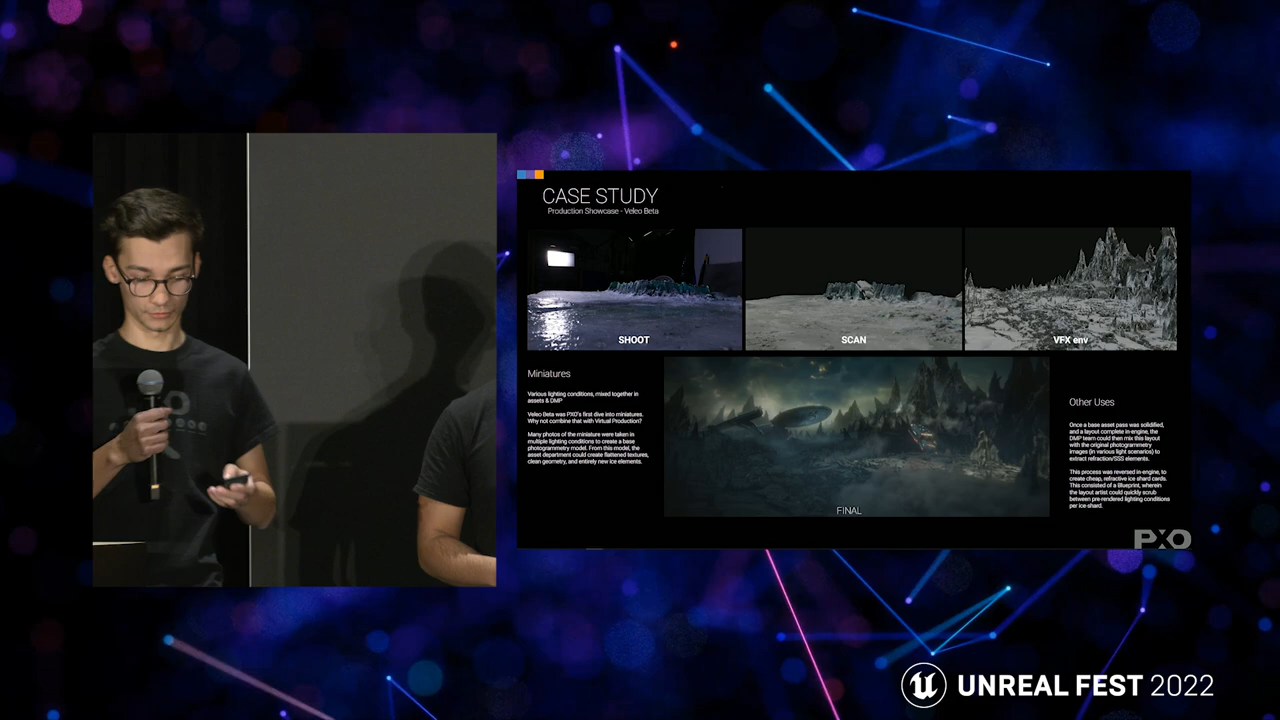 CASE STUDY
Production Showcase - Veleo Beta
SHOOT
SCAN
VFX env
Miniatures
Various lighting conditions, mixed together in
assets & DMP
Veleo Beta was PXO's first dive into miniatures.
Why not combine that with Virtual Production?
Many photos of the miniature were taken in
multiple lighting conditions to create a base
photogrammetry model. From this model, the
asset department could create flattened textures,
clean geometry, and entirely new ice elements.
FINAL
Other Uses
Once a base asset pass was solidified,
and a layout complete in-engine, the
DMP team could then mix this layout
with the original photogrammetry
images (in various light scenarios) to
extract refraction/SSS elements.
This process was reversed in-engine, to
create cheap, refractive ice shard cards.
This consisted of a Blueprint, wherein
the layout artist could quickly scrub
between pre-rendered lighting conditions
per ice shard.
PXO
UNREAL FEST 2022